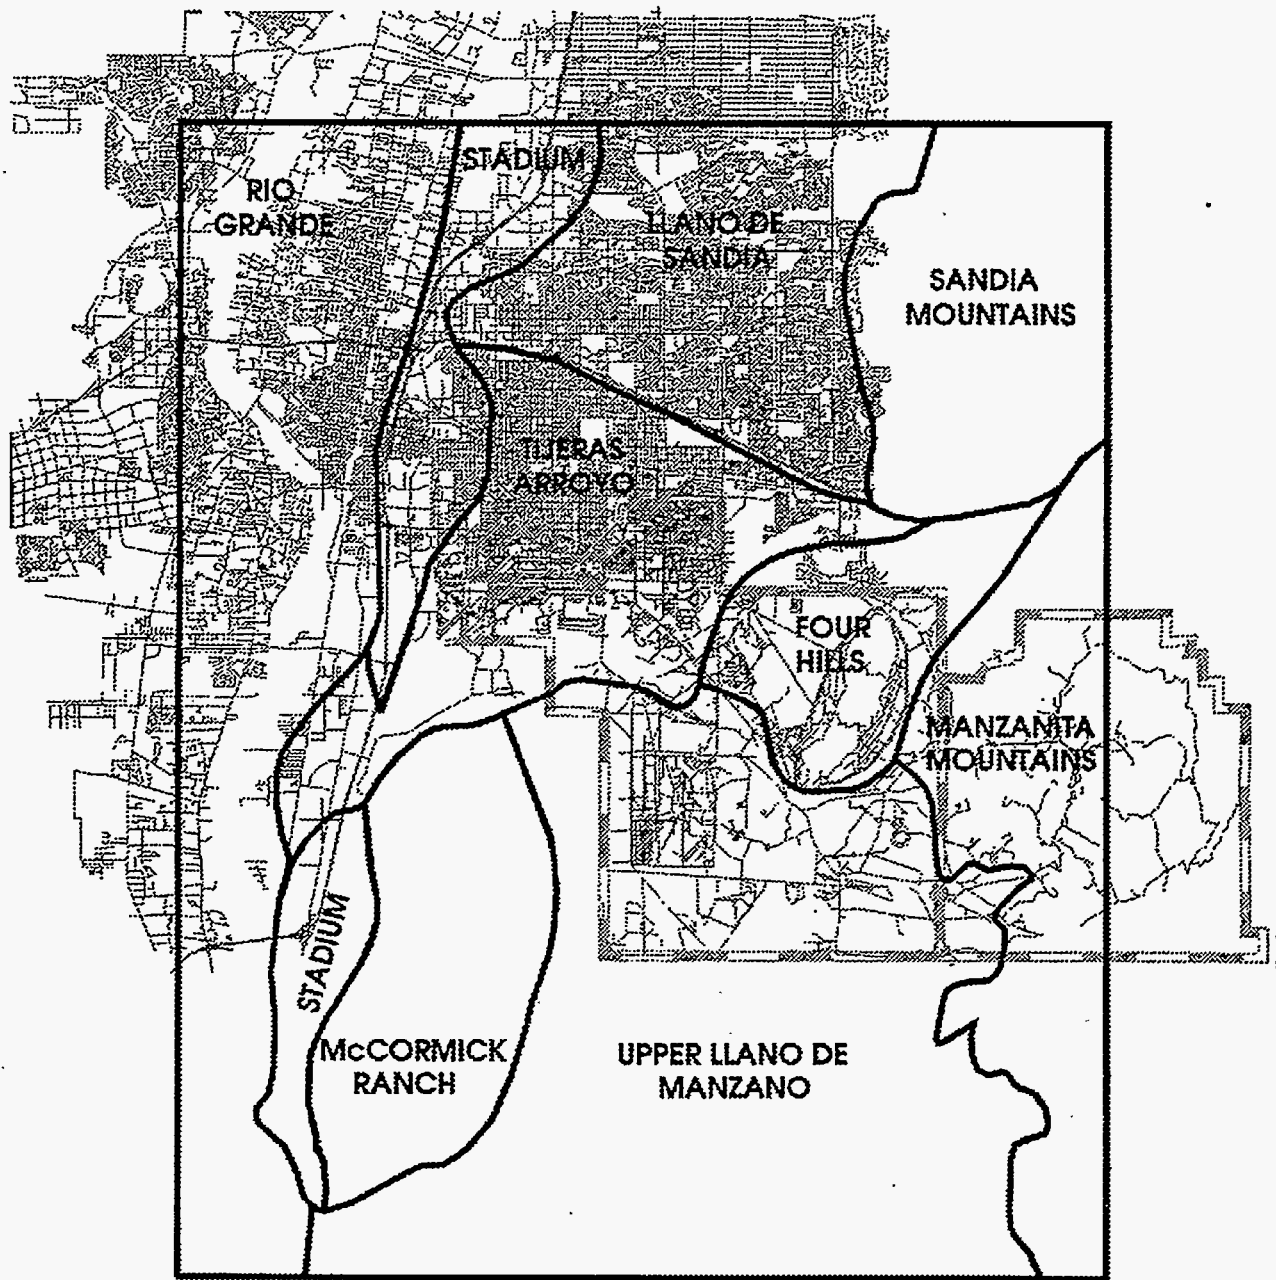 STADIUM
RIO
GRANDE
LLANO DE
SANDIA
SANDIA
MOUNTAINS
TIJERAS
ARROYO
FOUR
HILLS
MANZANITA
MOUNTAINS
STADIUM
McCORMICK
RANCH
UPPER LLANO DE
MANZANO